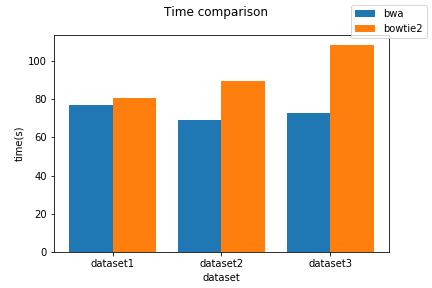 Time comparison
bwa
bowtie2
100
80
60
40
20
0
time(s)
dataset1 dataset2 dataset3
dataset